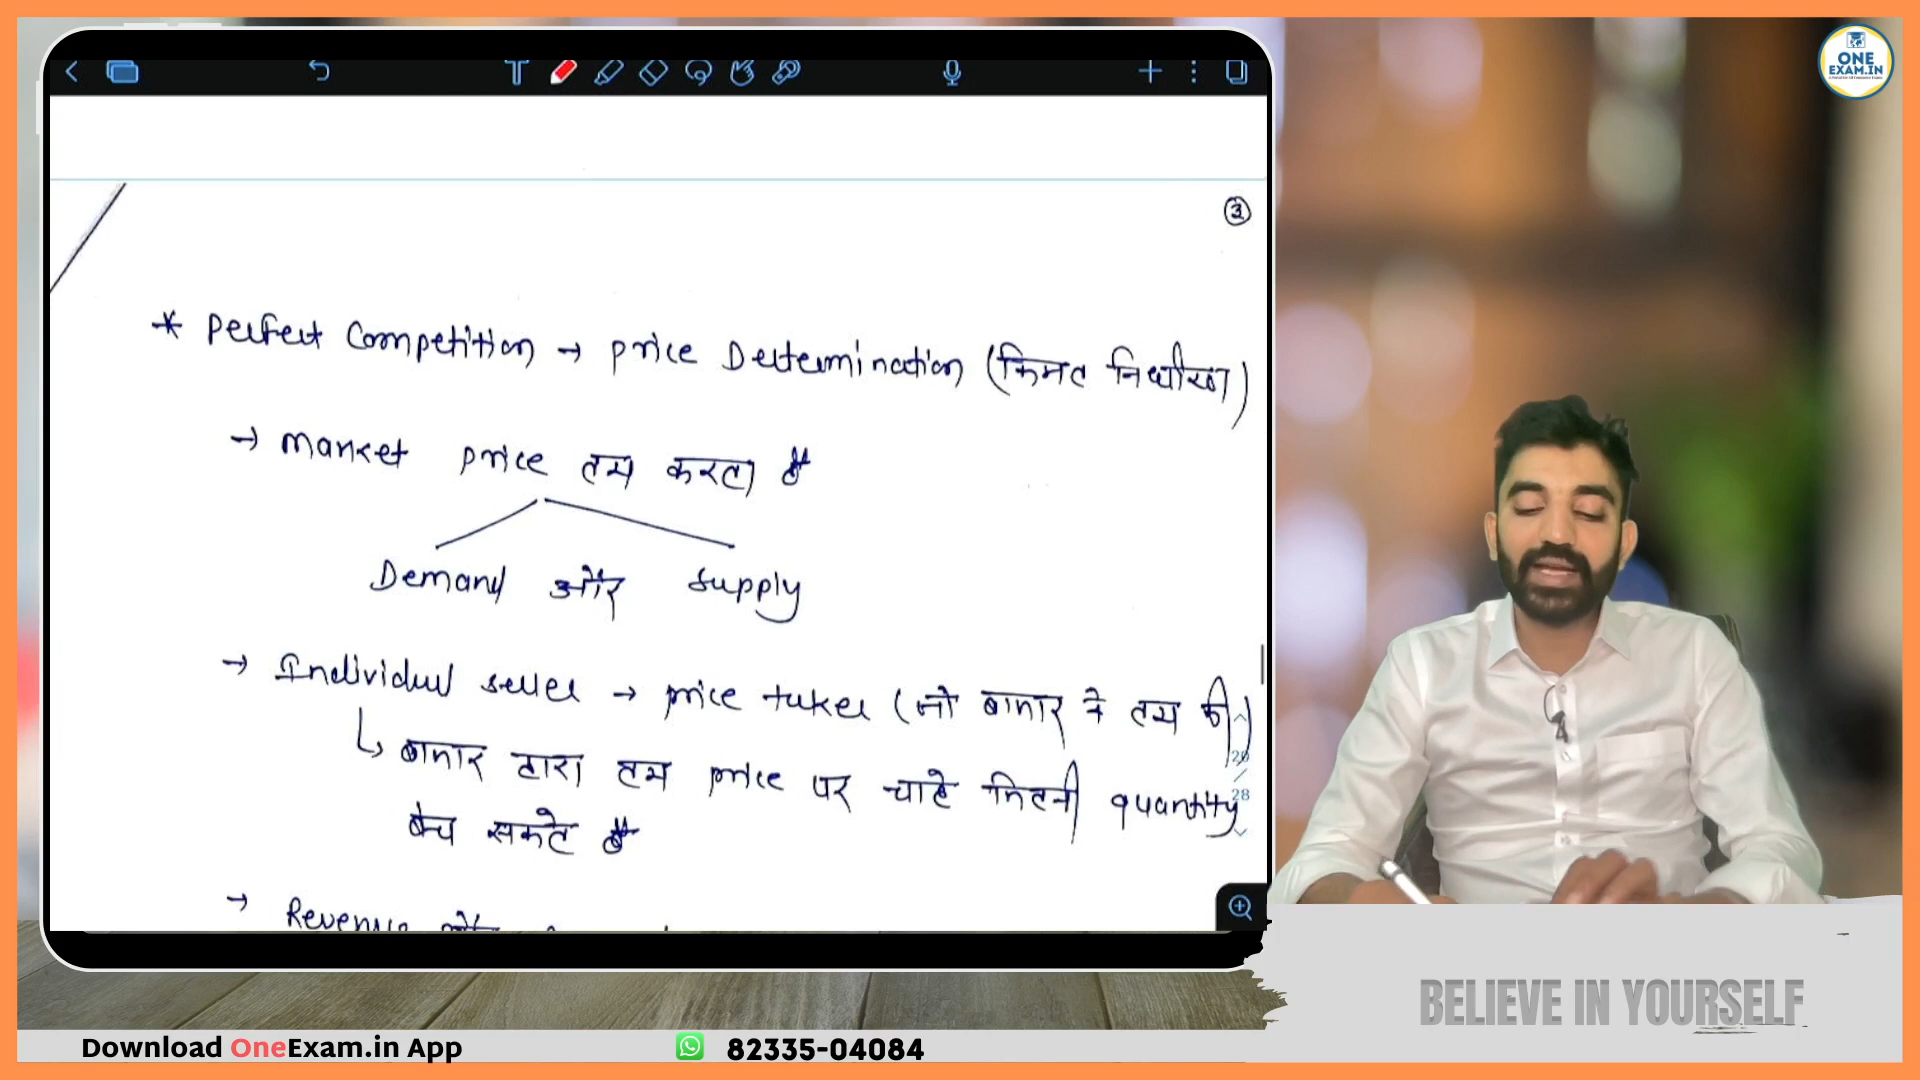 ONE
EXAM.IN
3
* Perfect Competition → Price Determination (किमत निर्धारण)
→ Market price तय करता है
Demand और Supply
→ Individual seller → price taker (जो बाजार ने तय की)
↳ बाजार द्वारा तय price पर चाहे जितनी quantity
बेच सकते है
→ Revenue
20
28
BELIEVE IN YOURSELF
Download OneExam.in App
82335-04084